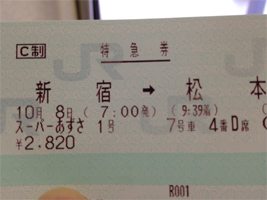 C制 特急券
新宿 → 松本
10月 8日 ( 7:00発) ( 9:39着)
スーパーあずさ 1号 7号車 4番D席
¥2,820
R001